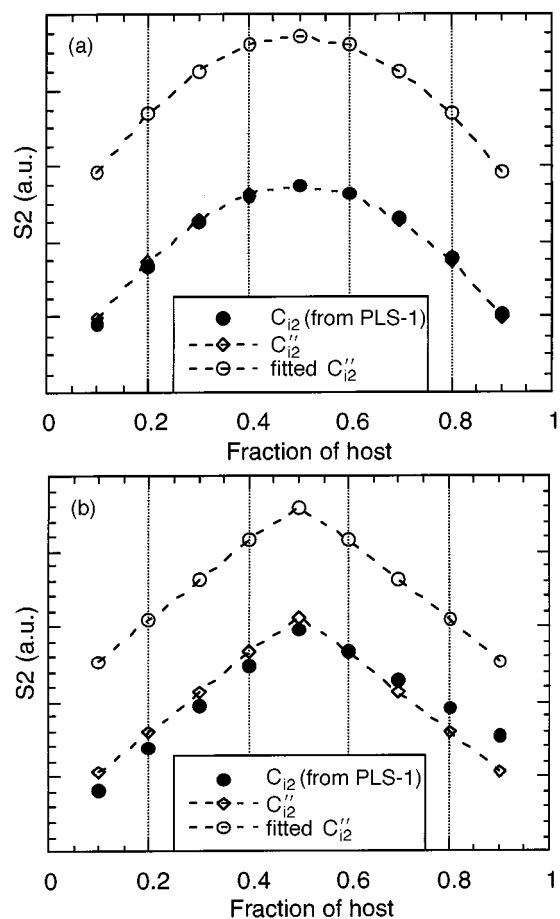 (a)
S2 (a.u.)
C_i2 (from PLS-1)
C''_i2
fitted C''_i2
0 0.2 0.4 0.6 0.8 1
Fraction of host
(b)
S2 (a.u.)
C_i2 (from PLS-1)
C''_i2
fitted C''_i2
0 0.2 0.4 0.6 0.8 1
Fraction of host